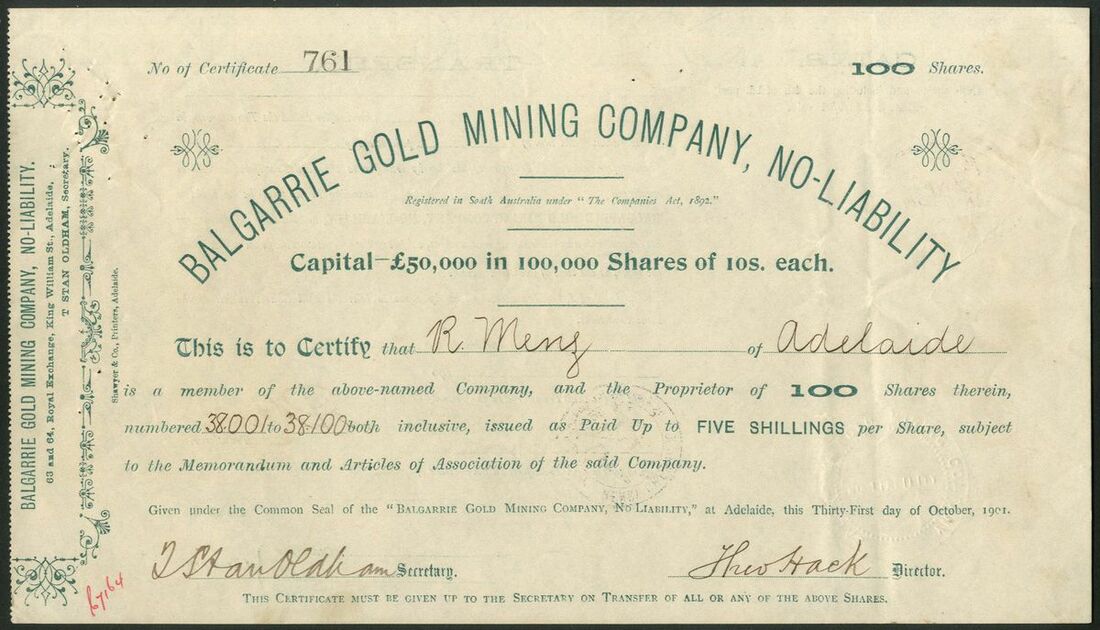 No of Certificate 761
100 Shares.
BALGARRIE GOLD MINING COMPANY, NO-LIABILITY
Registered in South Australia under "The Companies Act, 1892."
Capital—£50,000 in 100,000 Shares of 10s. each.
This is to Certify that R. Menz of Adelaide
is a member of the above-named Company, and the Proprietor of 100 Shares therein,
numbered 38001 to 38100 both inclusive, issued as Paid Up to FIVE SHILLINGS per Share, subject
to the Memorandum and Articles of Association of the said Company.
Given under the Common Seal of the "BALGARRIE GOLD MINING COMPANY, NO LIABILITY," at Adelaide, this Thirty-First day of October, 1901.
T Stan Oldham Secretary.
Theo Hack Director.
THIS CERTIFICATE MUST BE GIVEN UP TO THE SECRETARY ON TRANSFER OF ALL OR ANY OF THE ABOVE SHARES.
BALGARRIE GOLD MINING COMPANY, NO-LIABILITY.
63 and 64, Royal Exchange, King William St., Adelaide,
T STAN OLDHAM, Secretary.
Shawyer & Co., Printers, Adelaide.